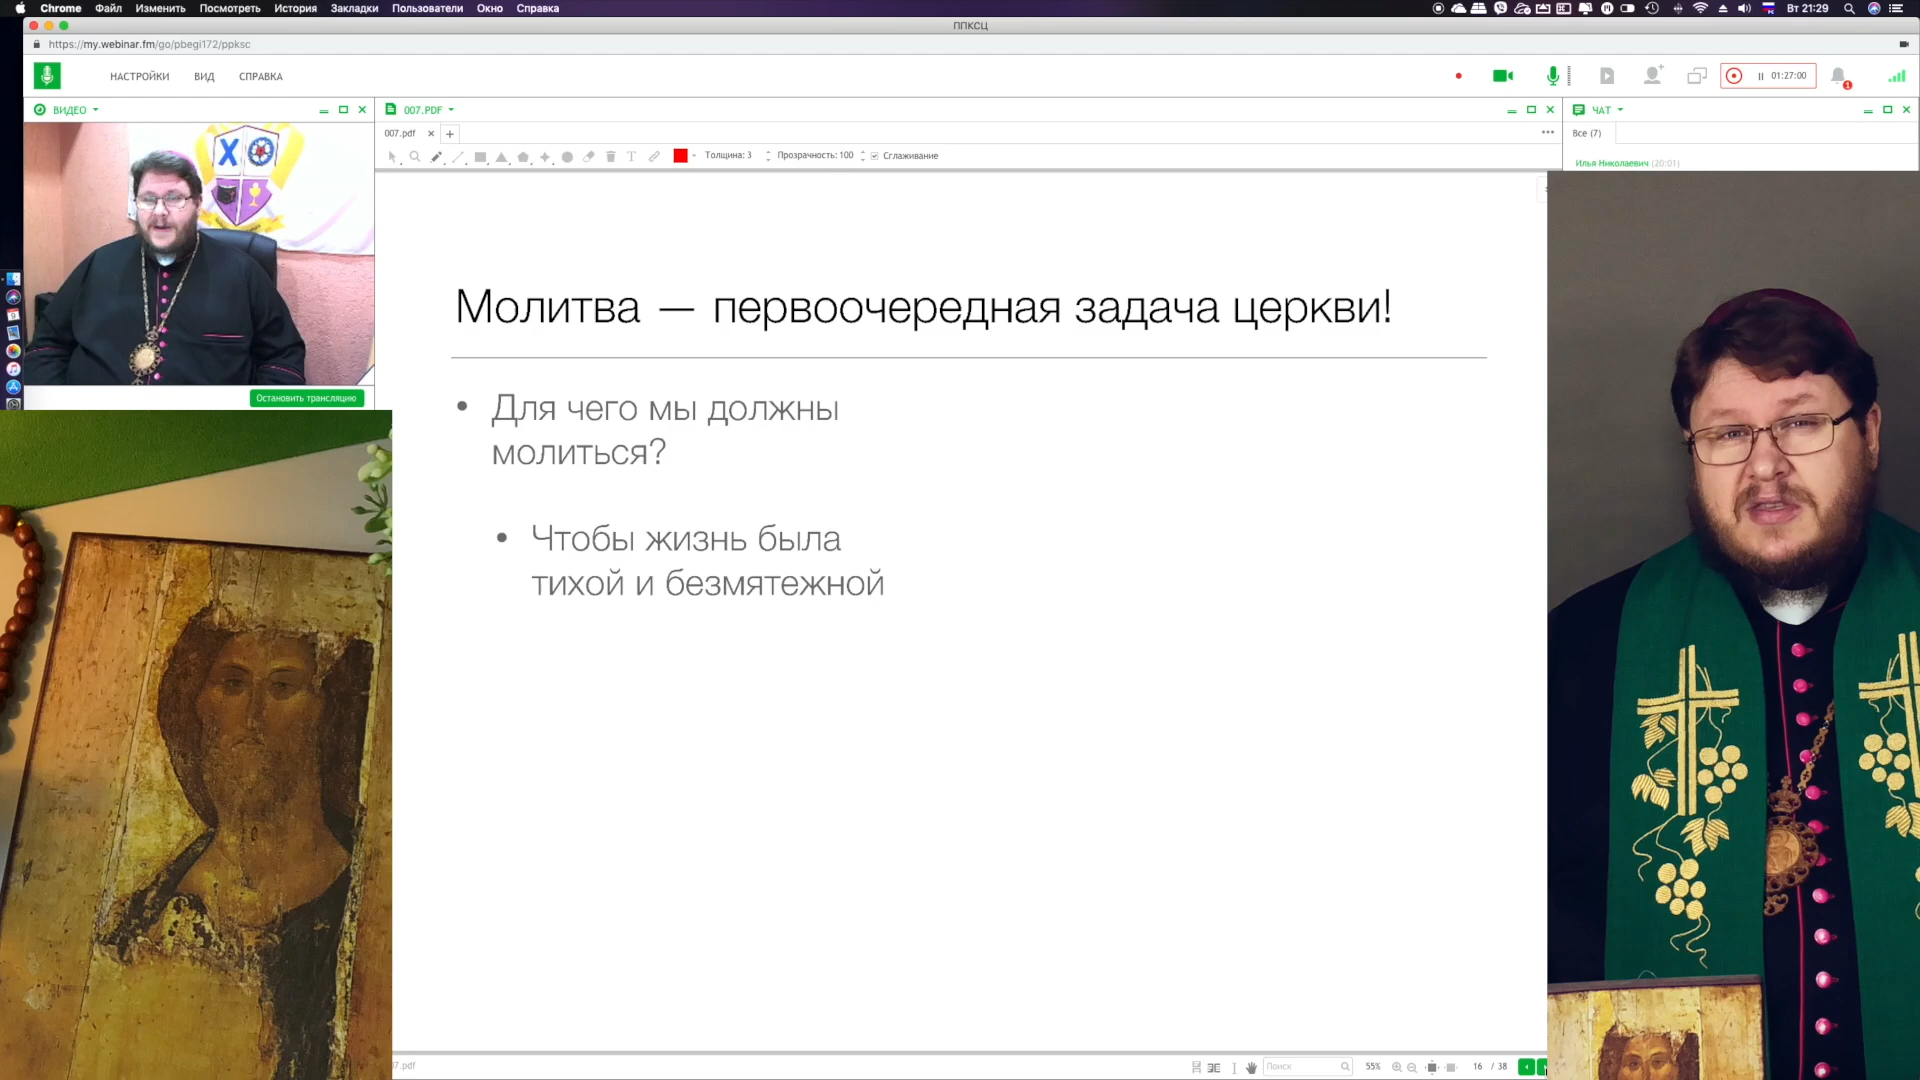 Chrome Файл Изменить Посмотреть История Закладки Пользователи Окно Справка
Вт 21:29
ППКСЦ
https://my.webinar.fm/go/pbegi172/ppksc
НАСТРОЙКИ ВИД СПРАВКА
01:27:00
1
ВИДЕО
007.PDF
ЧАТ
007.pdf
Все (7)
Толщина: 3 Прозрачность: 100 Сглаживание
Илья Николаевич (20:01)
Молитва — первоочередная задача церкви!
• Для чего мы должны
молиться?
• Чтобы жизнь была
тихой и безмятежной
Остановить трансляцию
07.pdf
Поиск
55%
16 / 38